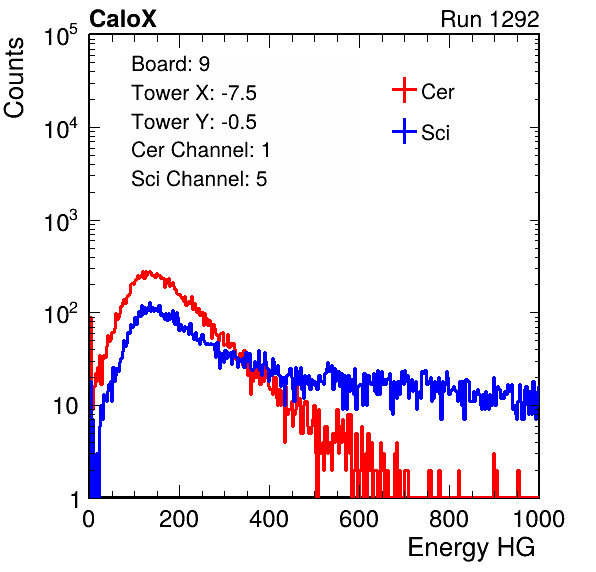 CaloX Run 1292
Counts
Board: 9
Tower X: -7.5
Tower Y: -0.5
Cer Channel: 1
Sci Channel: 5
Cer
Sci
10^5
10^4
10^3
10^2
10
1
0 200 400 600 800 1000
Energy HG